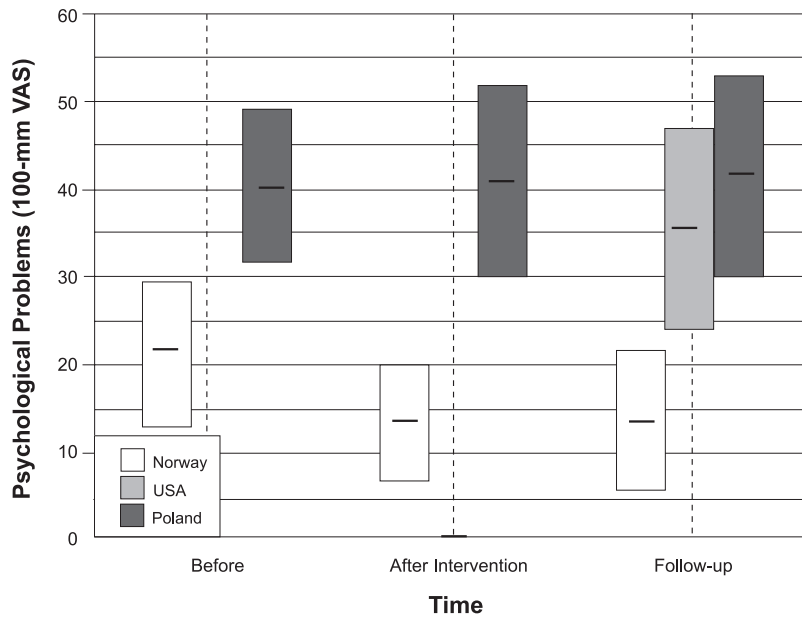 Psychological Problems (100-mm VAS)
60
50
40
30
20
10
0
Norway
USA
Poland
Before
After Intervention
Follow-up
Time